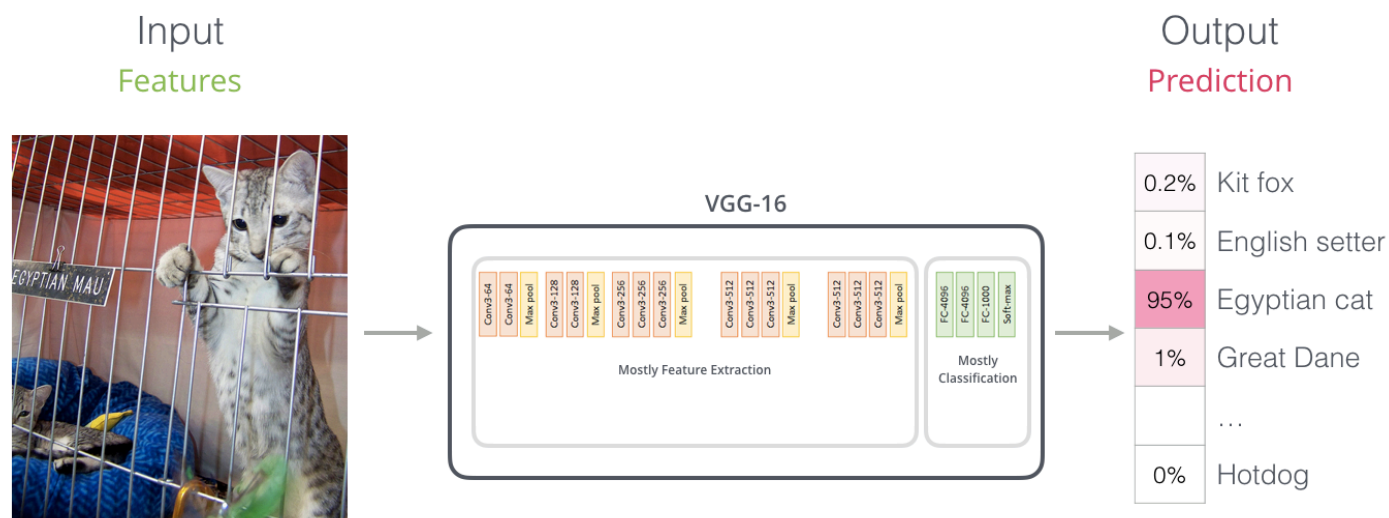 Input
Features
EGYPTIAN MAU
VGG-16
Conv3-64
Conv3-64
Max pool
Conv3-128
Conv3-128
Max pool
Conv3-256
Conv3-256
Conv3-256
Max pool
Conv3-512
Conv3-512
Conv3-512
Max pool
Conv3-512
Conv3-512
Conv3-512
Max pool
Mostly Feature Extraction
FC-4096
FC-4096
FC-1000
Soft-max
Mostly
Classification
Output
Prediction
0.2% Kit fox
0.1% English setter
95% Egyptian cat
1% Great Dane
...
0% Hotdog